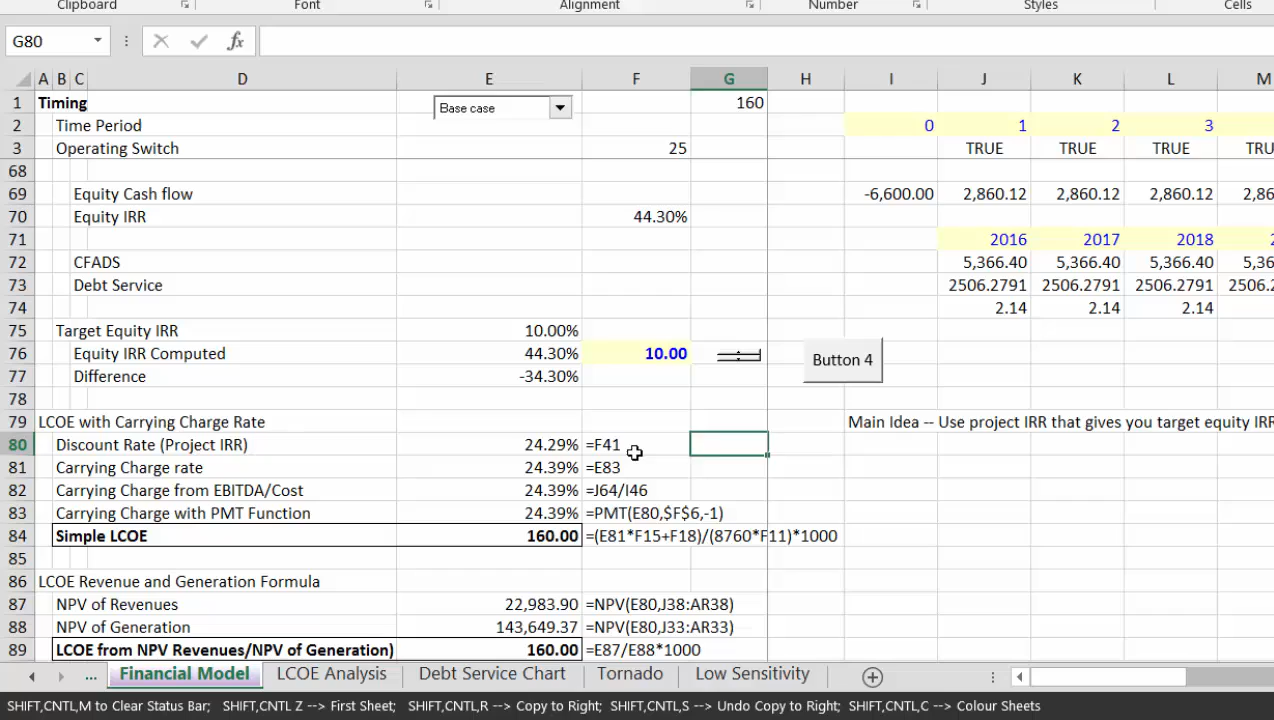 Clipboard Font Alignment Number Styles Cells
G80 fx
A B C D E F G H I J K L M
1 Timing Base case 160
2 Time Period 0 1 2 3
3 Operating Switch 25 TRUE TRUE TRUE TRU
68
69 Equity Cash flow -6,600.00 2,860.12 2,860.12 2,860.12 2,86
70 Equity IRR 44.30%
71 2016 2017 2018 2
72 CFADS 5,366.40 5,366.40 5,366.40 5,36
73 Debt Service 2506.2791 2506.2791 2506.2791 2506.2
74 2.14 2.14 2.14 2
75 Target Equity IRR 10.00%
76 Equity IRR Computed 44.30% 10.00 Button 4
77 Difference -34.30%
78
79 LCOE with Carrying Charge Rate Main Idea -- Use project IRR that gives you target equity IRR
80 Discount Rate (Project IRR) 24.29% =F41
81 Carrying Charge rate 24.39% =E83
82 Carrying Charge from EBITDA/Cost 24.39% =J64/I46
83 Carrying Charge with PMT Function 24.39% =PMT(E80,$F$6,-1)
84 Simple LCOE 160.00 =(E81*F15+F18)/(8760*F11)*1000
85
86 LCOE Revenue and Generation Formula
87 NPV of Revenues 22,983.90 =NPV(E80,J38:AR38)
88 NPV of Generation 143,649.37 =NPV(E80,J33:AR33)
89 LCOE from NPV Revenues/NPV of Generation) 160.00 =E87/E88*1000
... Financial Model LCOE Analysis Debt Service Chart Tornado Low Sensitivity
SHIFT,CNTL,M to Clear Status Bar; SHIFT,CNTL Z --> First Sheet; SHIFT,CNTL,R --> Copy to Right; SHIFT,CNTL,S --> Undo Copy to Right; SHIFT,CNTL,C --> Colour Sheets